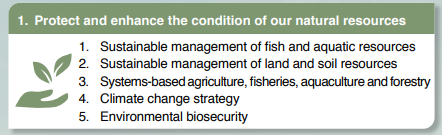 1. Protect and enhance the condition of our natural resources
1. Sustainable management of fish and aquatic resources
2. Sustainable management of land and soil resources
3. Systems-based agriculture, fisheries, aquaculture and forestry
4. Climate change strategy
5. Environmental biosecurity